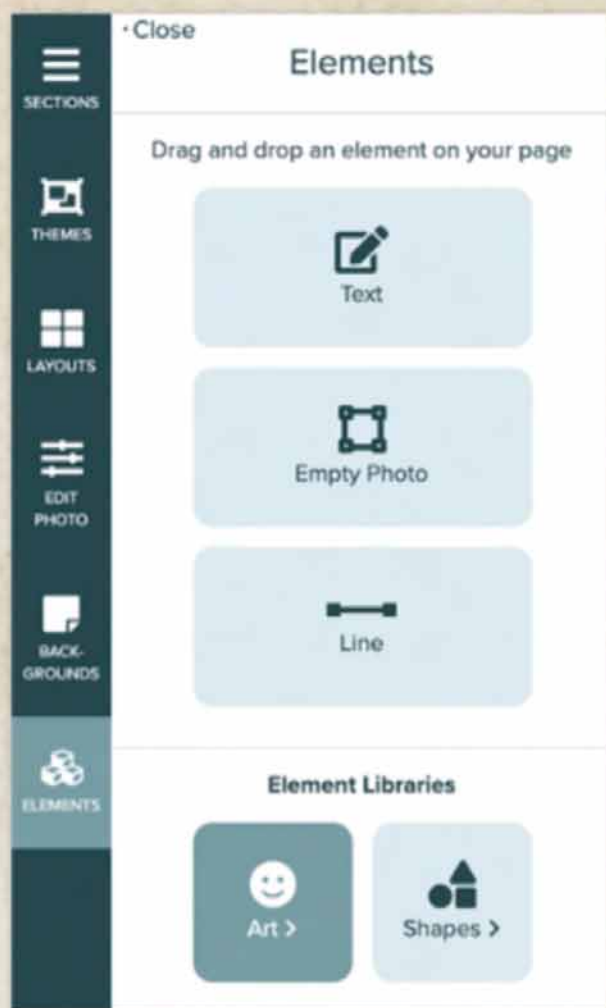 SECTIONS
THEMES
LAYOUTS
EDIT
PHOTO
BACK-
GROUNDS
ELEMENTS
· Close
Elements
Drag and drop an element on your page
Text
Empty Photo
Line
Element Libraries
Art >
Shapes >